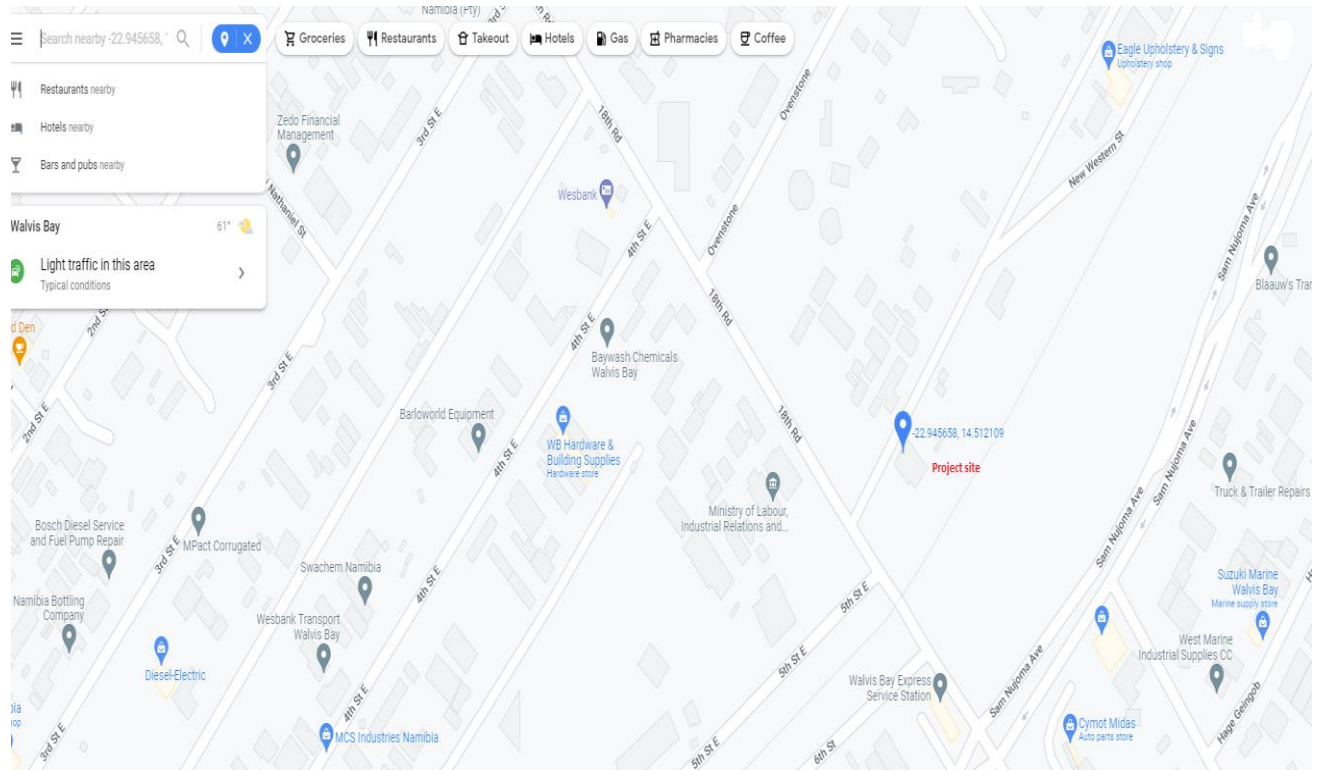 Namibia (Pty)
Search nearby -22.945658,
Groceries
Restaurants
Takeout
Hotels
Gas
Pharmacies
Coffee
Restaurants nearby
Hotels nearby
Bars and pubs nearby
Walvis Bay
61°
Light traffic in this area
Typical conditions
Eagle Upholstery & Signs
Upholstery shop
Zedo Financial
Management
3rd St E
18th Rd
Ovenstone
New Western St
Sam Nujoma Ave
Nathaniel St
Wesbank
4th St E
Ovenstone
Sam Nujoma Ave
Blaauw's Tran
18th Rd
d Den
2nd S
4th St E
Baywash Chemicals
Walvis Bay
3rd St E
2nd St E
Barloworld Equipment
4th St E
WB Hardware &
Building Supplies
Hardware store
18th Rd
-22.945658, 14.512109
Project site
Sam Nujoma Ave
Truck & Trailer Repairs
Ministry of Labour,
Industrial Relations and...
Sam Nujoma Ave
Bosch Diesel Service
and Fuel Pump Repair
3rd St E
MPact Corrugated
Swachem Namibia
4th St E
5th St E
Suzuki Marine
Walvis Bay
Marine supply store
Namibia Bottling
Company
Wesbank Transport
Walvis Bay
West Marine
Industrial Supplies CC
Diesel-Electric
5th St E
Walvis Bay Express
Service Station
Sam Nujoma Ave
Hage Geingob
4th St E
MCS Industries Namibia
Cymot Midas
Auto parts store
3rd St E
5th St E
6th St